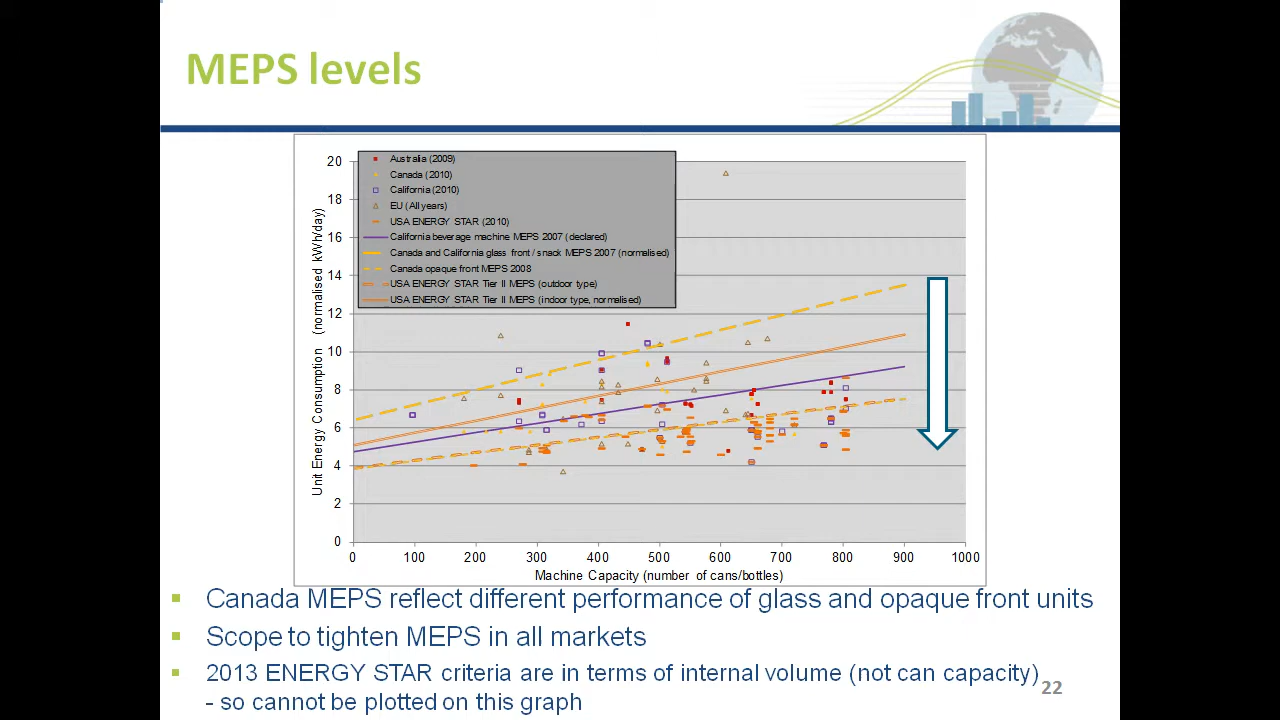 MEPS levels
Australia (2009)
Canada (2010)
California (2010)
EU (All years)
USA ENERGY STAR (2010)
California beverage machine MEPS 2007 (declared)
Canada and California glass front / snack MEPS 2007 (normalised)
Canada opaque front MEPS 2008
USA ENERGY STAR Tier II MEPS (outdoor type)
USA ENERGY STAR Tier II MEPS (indoor type, normalised)
Unit Energy Consumption (normalised kWh/day)
20
18
16
14
12
10
8
6
4
2
0
0 100 200 300 400 500 600 700 800 900 1000
Machine Capacity (number of cans/bottles)
Canada MEPS reflect different performance of glass and opaque front units
Scope to tighten MEPS in all markets
2013 ENERGY STAR criteria are in terms of internal volume (not can capacity)
- so cannot be plotted on this graph
22